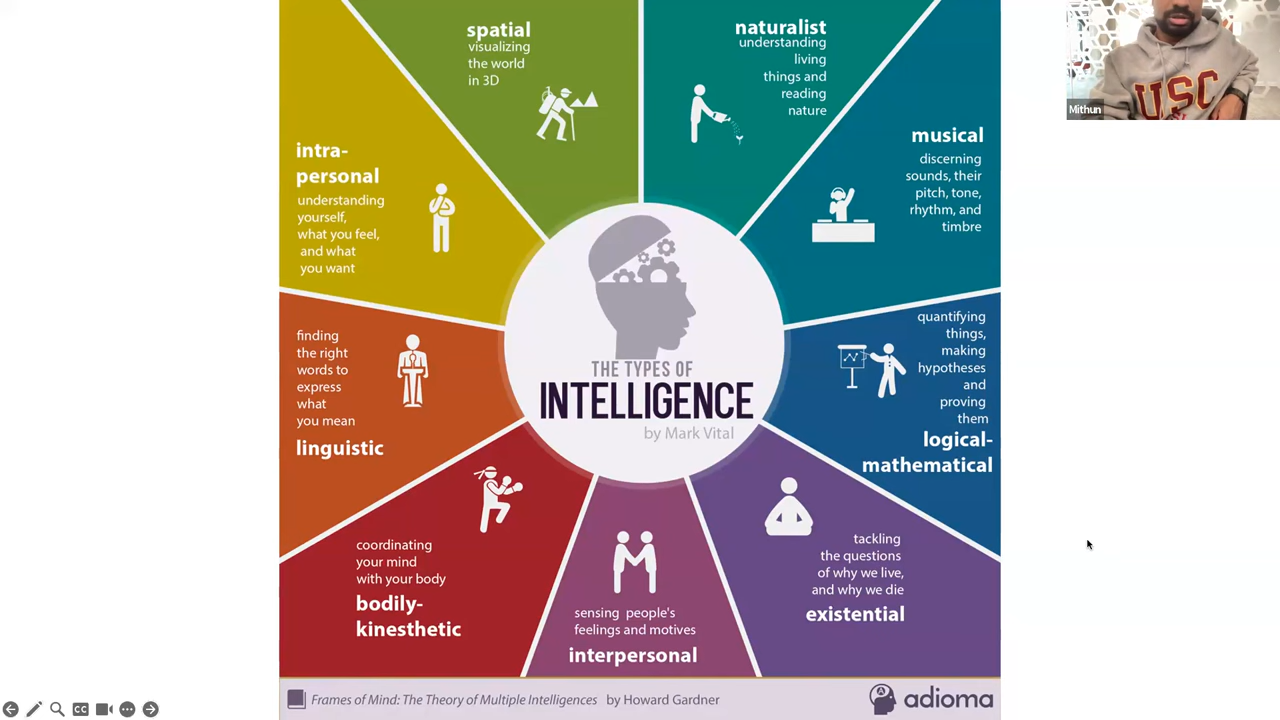 spatial
visualizing
the world
in 3D
naturalist
understanding
living
things and
reading
nature
USC
Mithun
musical
discerning
sounds, their
pitch, tone,
rhythm, and
timbre
intra-
personal
understanding
yourself,
what you feel,
and what
you want
finding
the right
words to
express
what
you mean
linguistic
THE TYPES OF
INTELLIGENCE
by Mark Vital
quantifying
things,
making
hypotheses
and
proving
them
logical-
mathematical
coordinating
your mind
with your body
bodily-
kinesthetic
sensing people's
feelings and motives
interpersonal
tackling
the questions
of why we live,
and why we die
existential
Frames of Mind: The Theory of Multiple Intelligences by Howard Gardner
A
adioma
CC